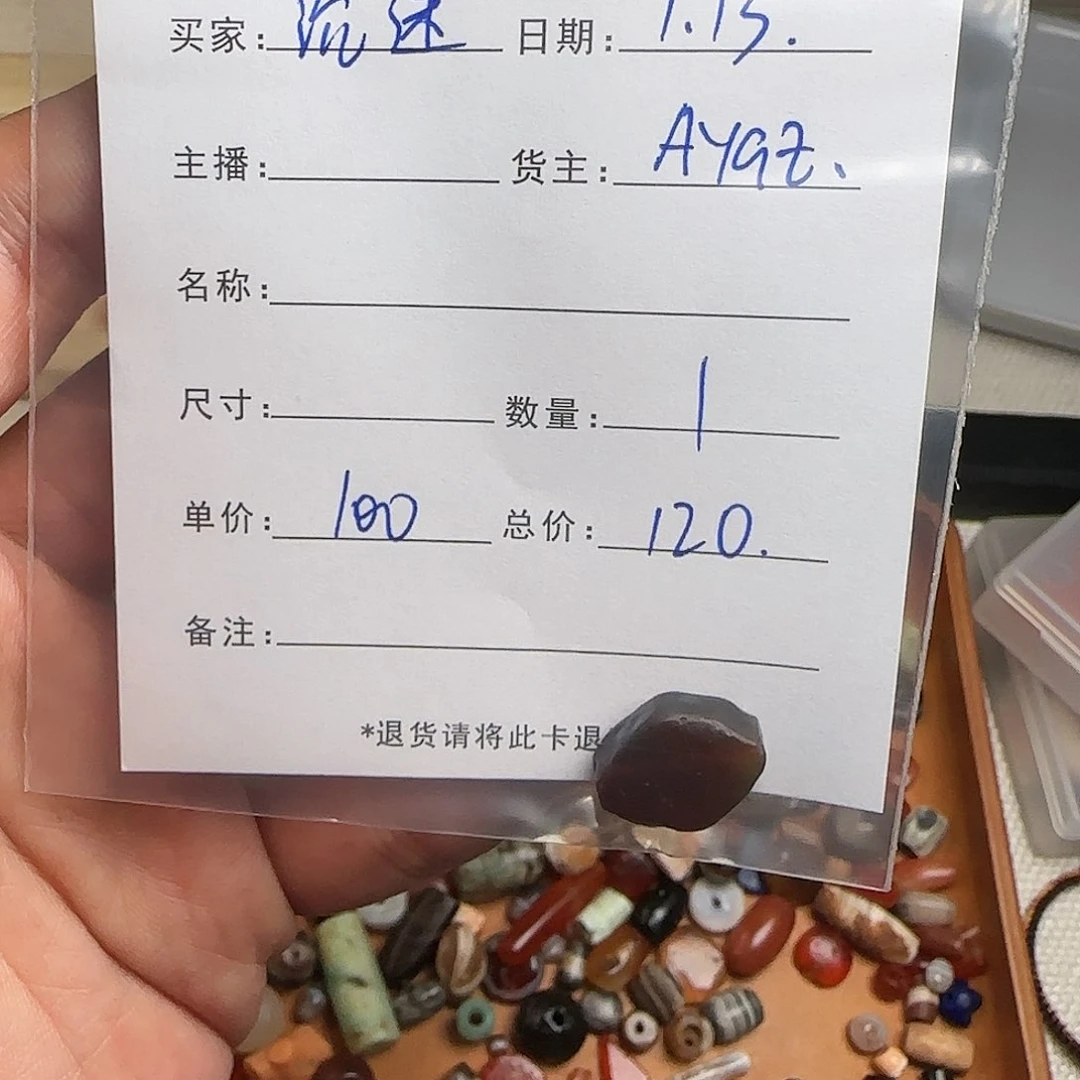 买家: 日期: 1.13.
主播: 货主: AYgz.
名称:
尺寸: 数量: 1
单价: 100 总价: 120.
备注:
*退货请将此卡退